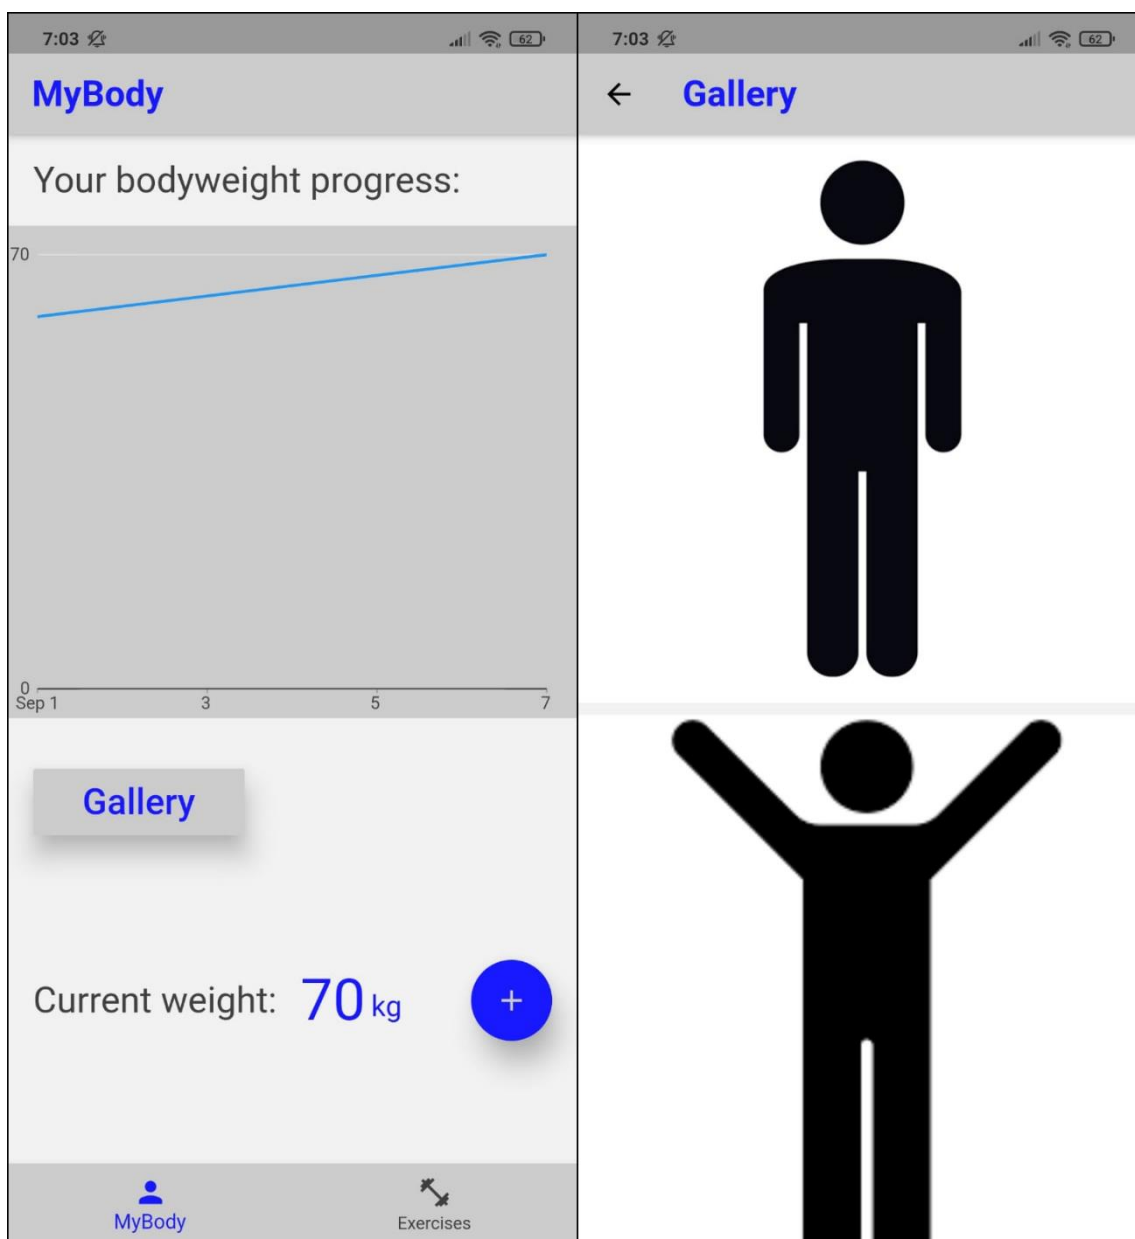 7:03
62
MyBody
Your bodyweight progress:
70
0
Sep 1
3
5
7
Gallery
Current weight: 70 kg
+
MyBody
Exercises
7:03
62
Gallery